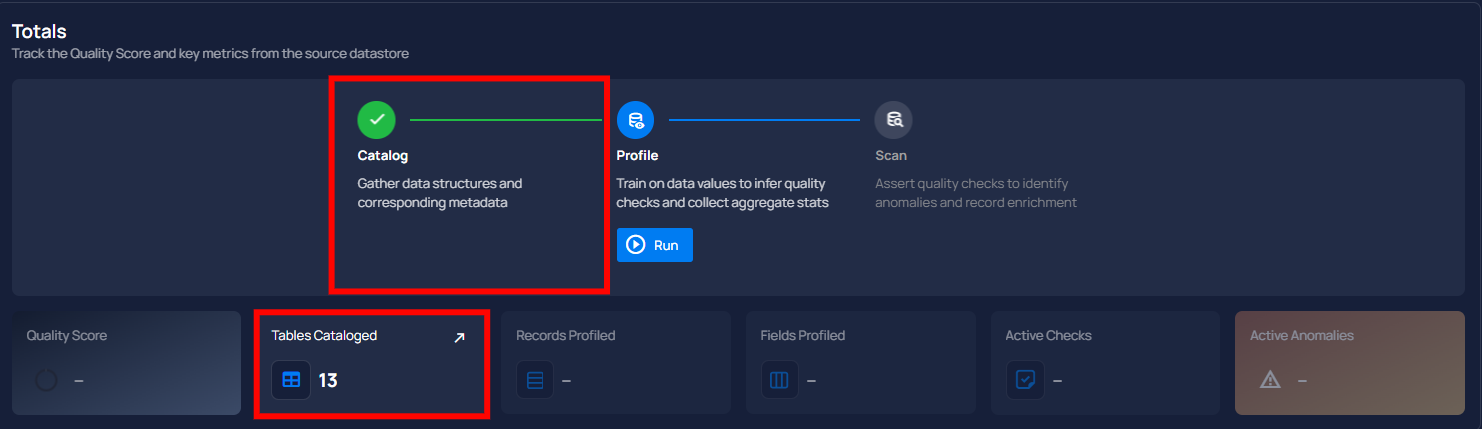 Totals
Track the Quality Score and key metrics from the source datastore
Catalog
Gather data structures and
corresponding metadata
Profile
Train on data values to infer quality
checks and collect aggregate stats
Run
Scan
Assert quality checks to identify
anomalies and record enrichment
Quality Score
–
Tables Cataloged
13
Records Profiled
–
Fields Profiled
–
Active Checks
–
Active Anomalies
–